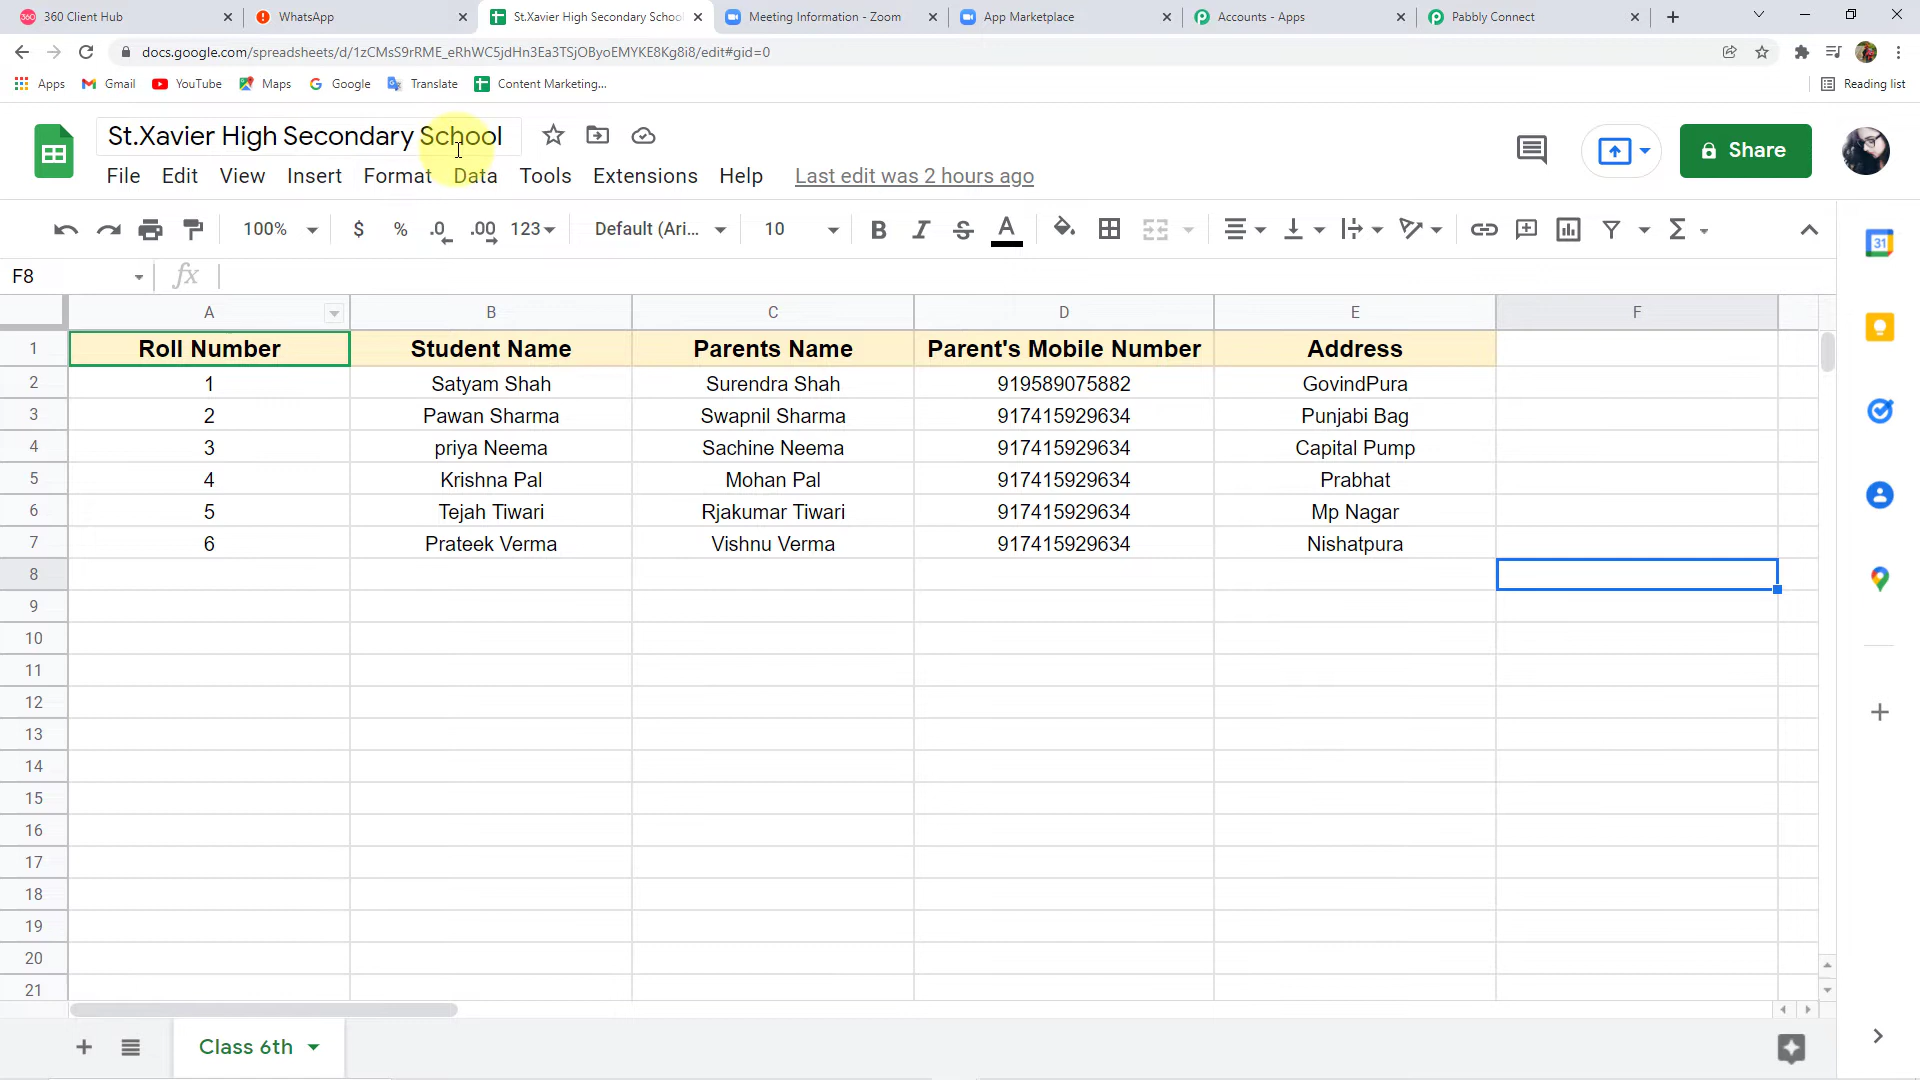 360 Client Hub
WhatsApp
St.Xavier High Secondary School
Meeting Information - Zoom
App Marketplace
Accounts - Apps
Pabbly Connect
docs.google.com/spreadsheets/d/1zCMsS9rRME_eRhWC5jdHn3Ea3TSjOByoEMYKE8Kg8i8/edit#gid=0
Apps Gmail YouTube Maps Google Translate Content Marketing... Reading list
St.Xavier High Secondary School
Share
File Edit View Insert Format Data Tools Extensions Help Last edit was 2 hours ago
100% $ % .0 .00 123 Default (Ari... 10 B I S A Σ
31
F8 fx
A B C D E F
1 Roll Number Student Name Parents Name Parent's Mobile Number Address
2 1 Satyam Shah Surendra Shah 919589075882 GovindPura
3 2 Pawan Sharma Swapnil Sharma 917415929634 Punjabi Bag
4 3 priya Neema Sachine Neema 917415929634 Capital Pump
5 4 Krishna Pal Mohan Pal 917415929634 Prabhat
6 5 Tejah Tiwari Rjakumar Tiwari 917415929634 Mp Nagar
7 6 Prateek Verma Vishnu Verma 917415929634 Nishatpura
8
9
10
11
12
13
14
15
16
17
18
19
20
21
Class 6th